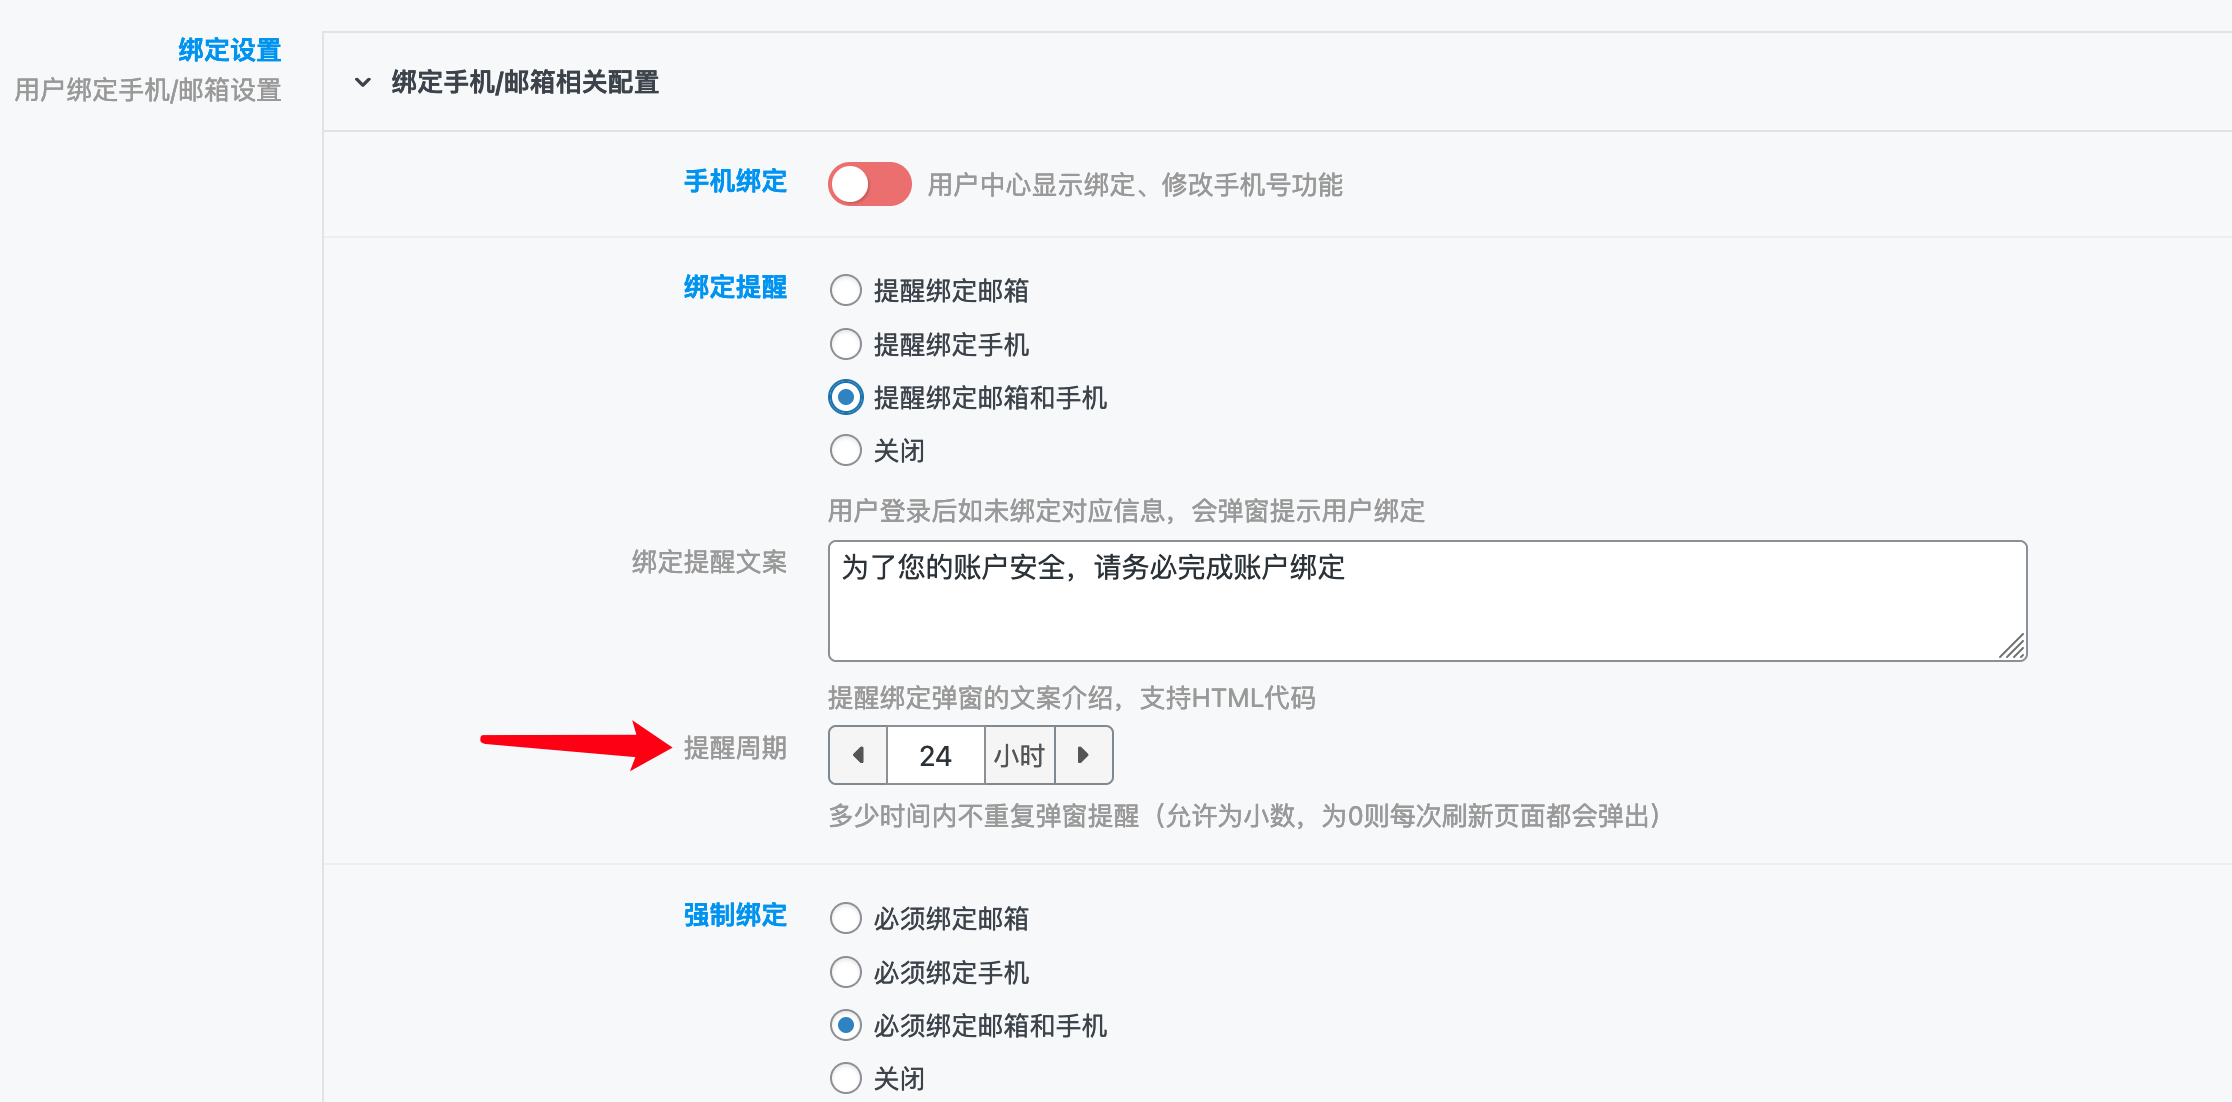 绑定设置
用户绑定手机/邮箱设置
绑定手机/邮箱相关配置
手机绑定
用户中心显示绑定、修改手机号功能
绑定提醒
提醒绑定邮箱
提醒绑定手机
提醒绑定邮箱和手机
关闭
用户登录后如未绑定对应信息，会弹窗提示用户绑定
绑定提醒文案
为了您的账户安全，请务必完成账户绑定
提醒绑定弹窗的文案介绍，支持HTML代码
提醒周期
24 小时
多少时间内不重复弹窗提醒（允许为小数，为0则每次刷新页面都会弹出）
强制绑定
必须绑定邮箱
必须绑定手机
必须绑定邮箱和手机
关闭